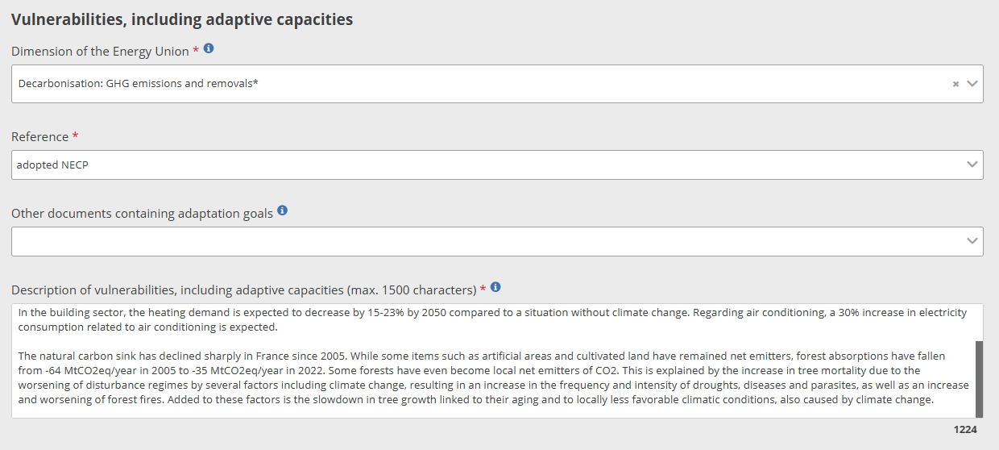 Vulnerabilities, including adaptive capacities
Dimension of the Energy Union *
Decarbonisation: GHG emissions and removals*
Reference *
adopted NECP
Other documents containing adaptation goals
Description of vulnerabilities, including adaptive capacities (max. 1500 characters) *
In the building sector, the heating demand is expected to decrease by 15-23% by 2050 compared to a situation without climate change. Regarding air conditioning, a 30% increase in electricity
consumption related to air conditioning is expected.
The natural carbon sink has declined sharply in France since 2005. While some items such as artificial areas and cultivated land have remained net emitters, forest absorptions have fallen
from -64 MtCO2eq/year in 2005 to -35 MtCO2eq/year in 2022. Some forests have even become local net emitters of CO2. This is explained by the increase in tree mortality due to the
worsening of disturbance regimes by several factors including climate change, resulting in an increase in the frequency and intensity of droughts, diseases and parasites, as well as an increase
and worsening of forest fires. Added to these factors is the slowdown in tree growth linked to their aging and to locally less favorable climatic conditions, also caused by climate change.
1224